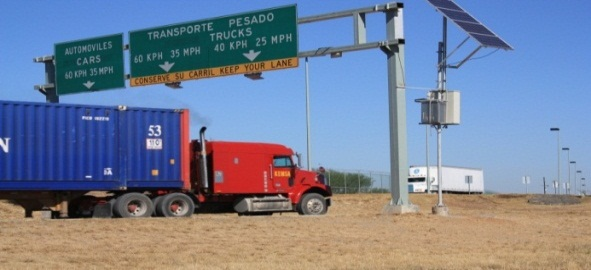 AUTOMOVILES
CARS
60 KPH 35 MPH
TRANSPORTE PESADO
TRUCKS
60 KPH 35 MPH 40 KPH 25 MPH
CONSERVE SU CARRIL KEEP YOUR LANE
53
N